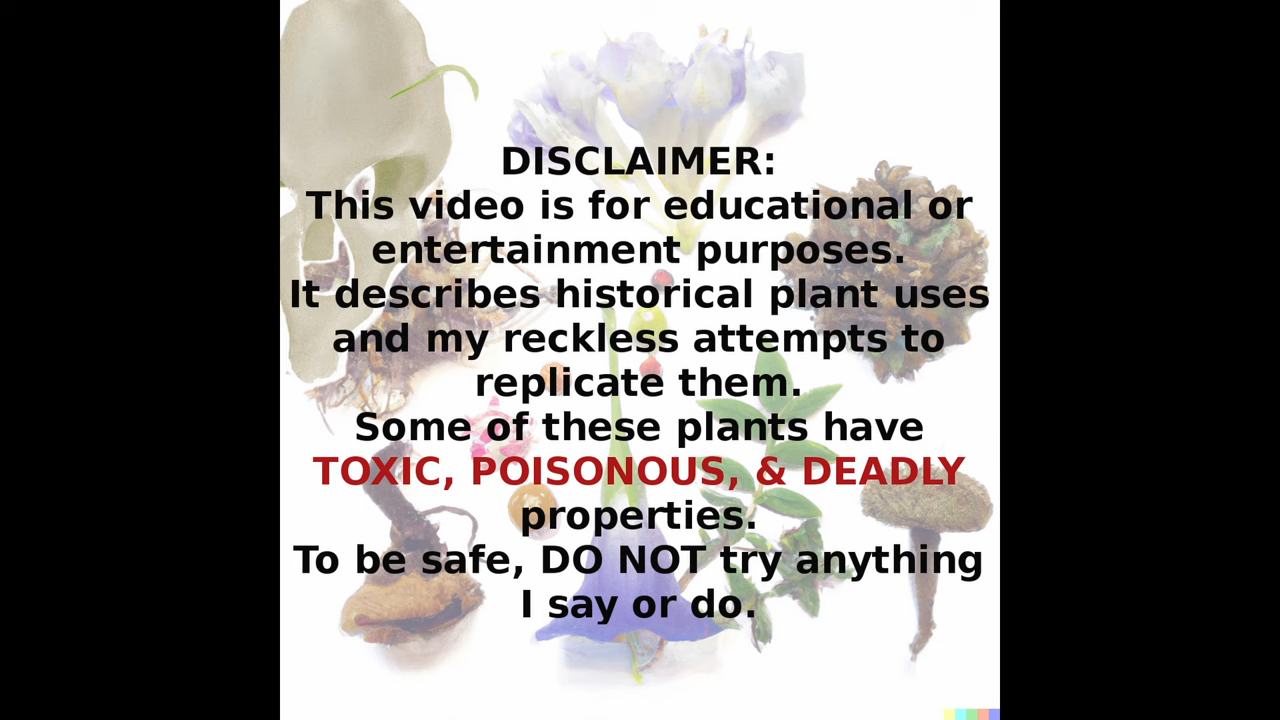 DISCLAIMER:
This video is for educational or
entertainment purposes.
It describes historical plant uses
and my reckless attempts to
replicate them.
Some of these plants have
TOXIC, POISONOUS, & DEADLY
properties.
To be safe, DO NOT try anything
I say or do.